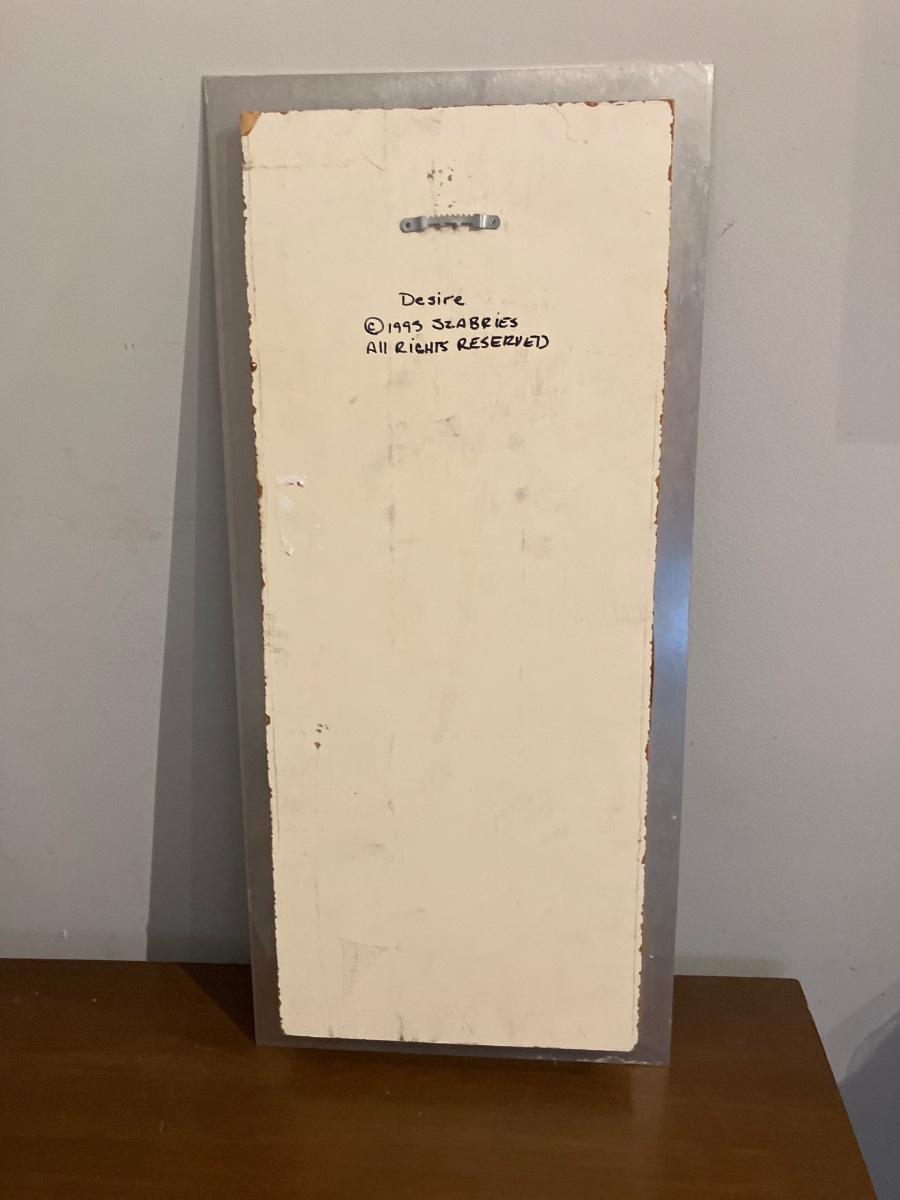 Desire
©1995 SZABRIES
All RiGHTS RESERVED